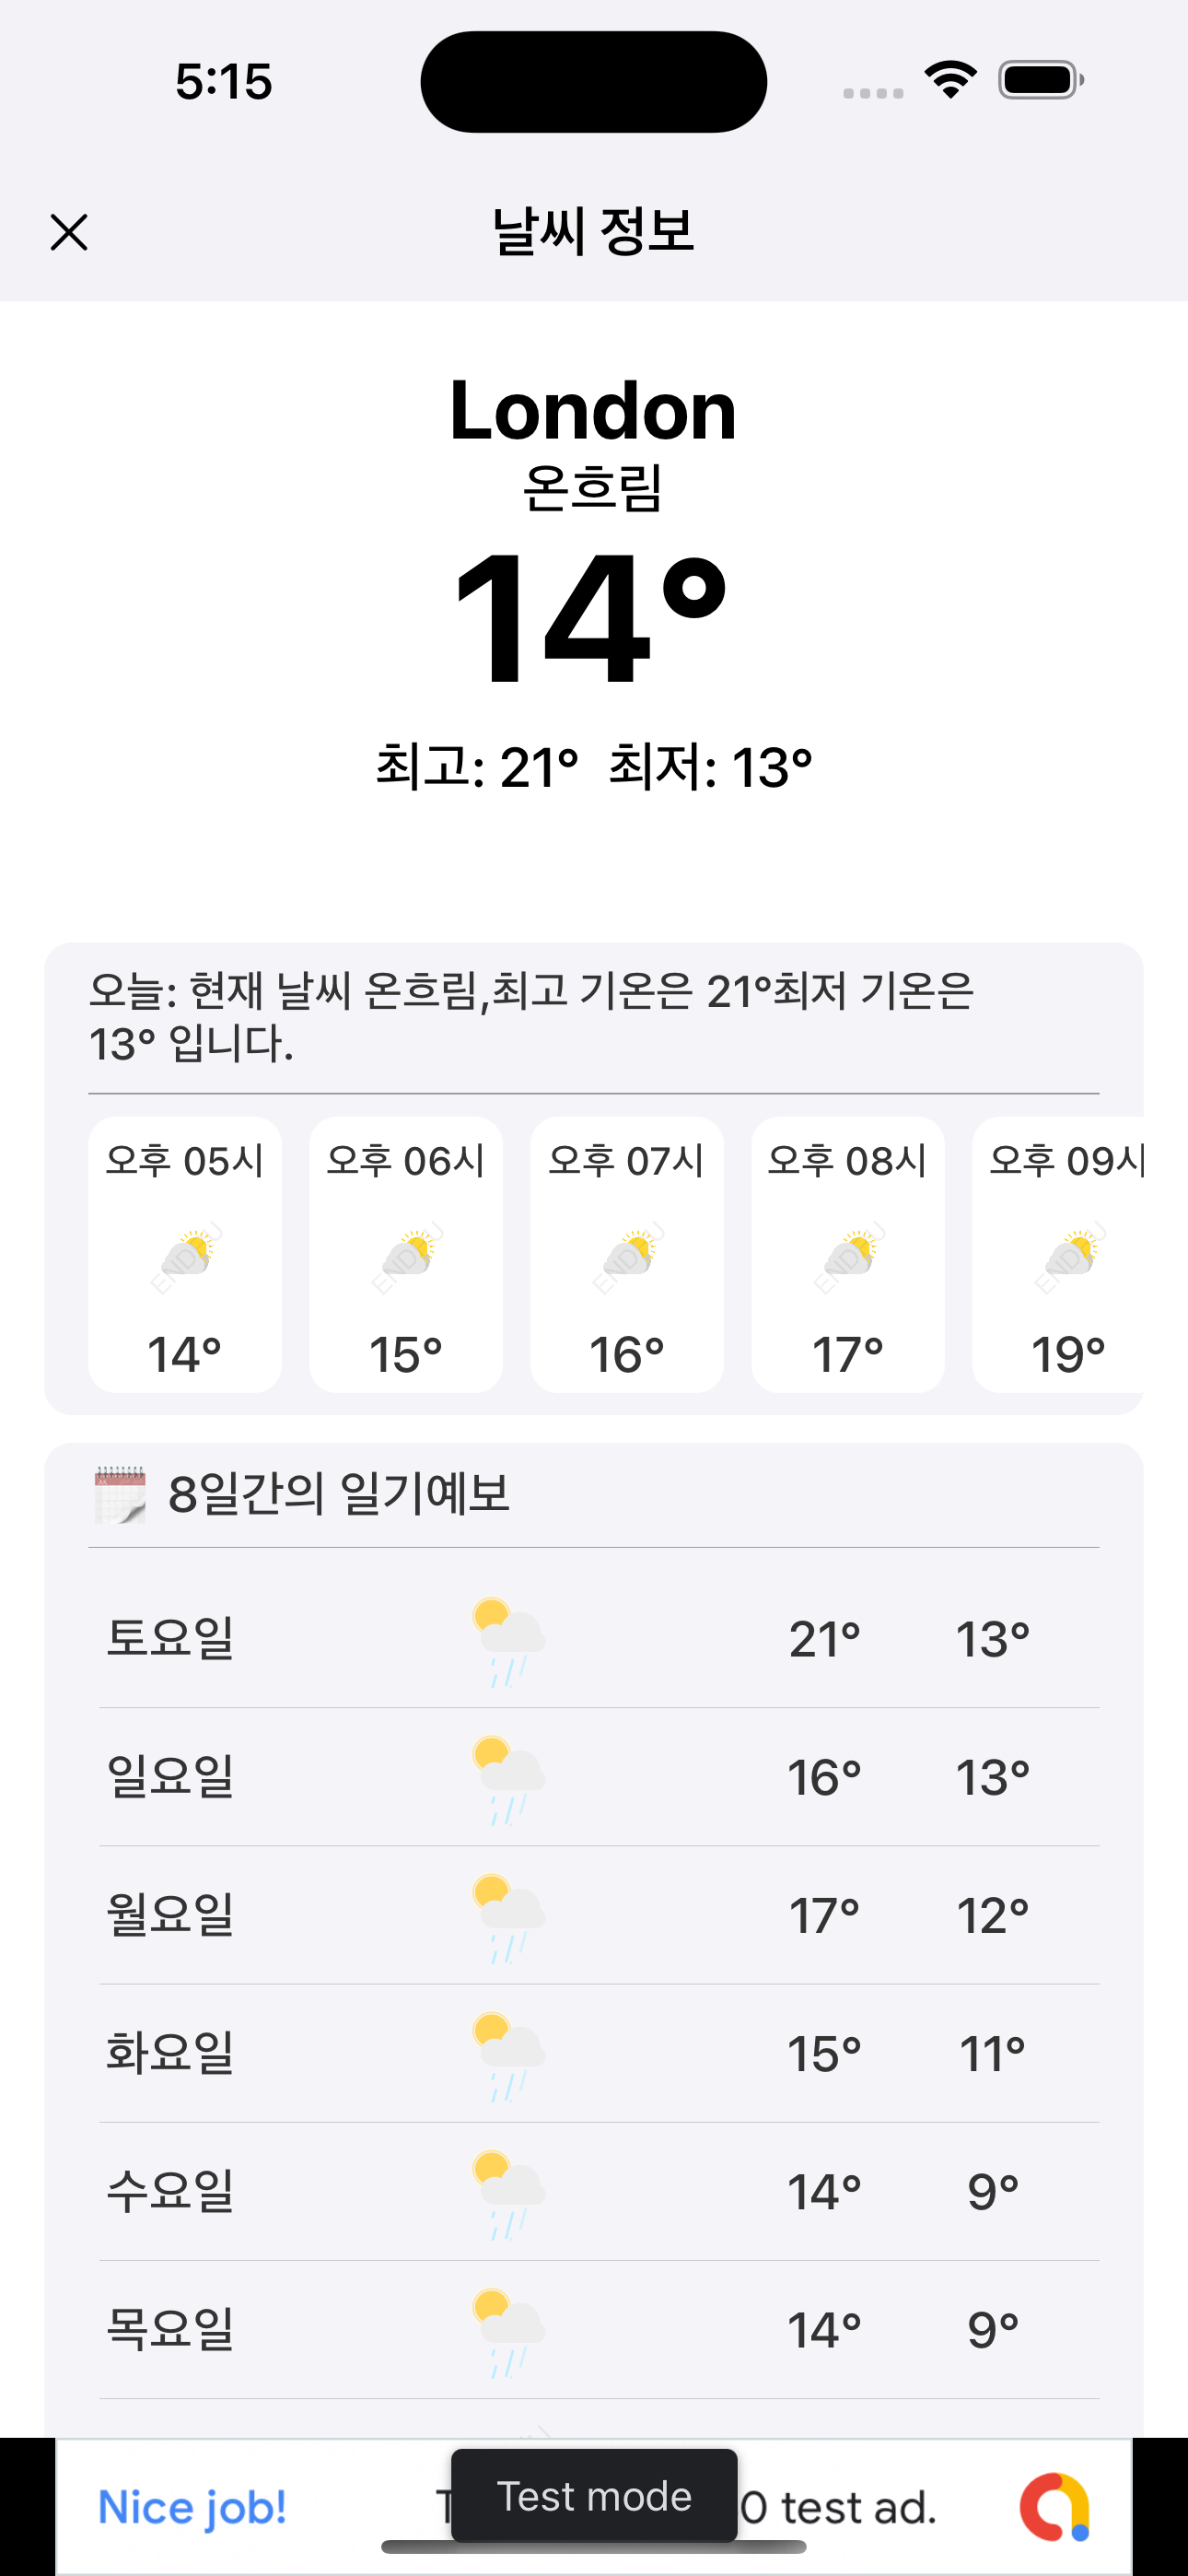 5:15
날씨 정보
London
온흐림
14°
최고: 21° 최저: 13°
오늘: 현재 날씨 온흐림,최고 기온은 21°최저 기온은
13° 입니다.
오후 05시 오후 06시 오후 07시 오후 08시 오후 09시
14° 15° 16° 17° 19°
8일간의 일기예보
토요일 21° 13°
일요일 16° 13°
월요일 17° 12°
화요일 15° 11°
수요일 14° 9°
목요일 14° 9°
Nice job! Test mode 0 test ad.